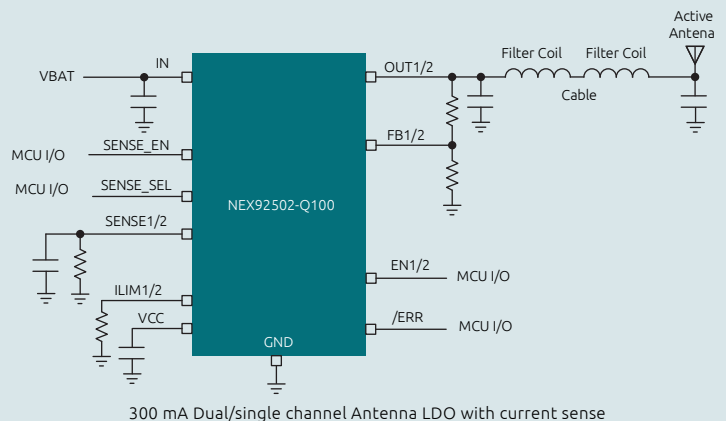 Active
Antena
IN
OUT1/2
Filter Coil
Filter Coil
VBAT
Cable
SENSE_EN
FB1/2
MCU I/O
SENSE_SEL
MCU I/O
NEX92502-Q100
SENSE1/2
EN1/2
MCU I/O
ILIM1/2
VCC
/ERR
MCU I/O
GND
300 mA Dual/single channel Antenna LDO with current sense